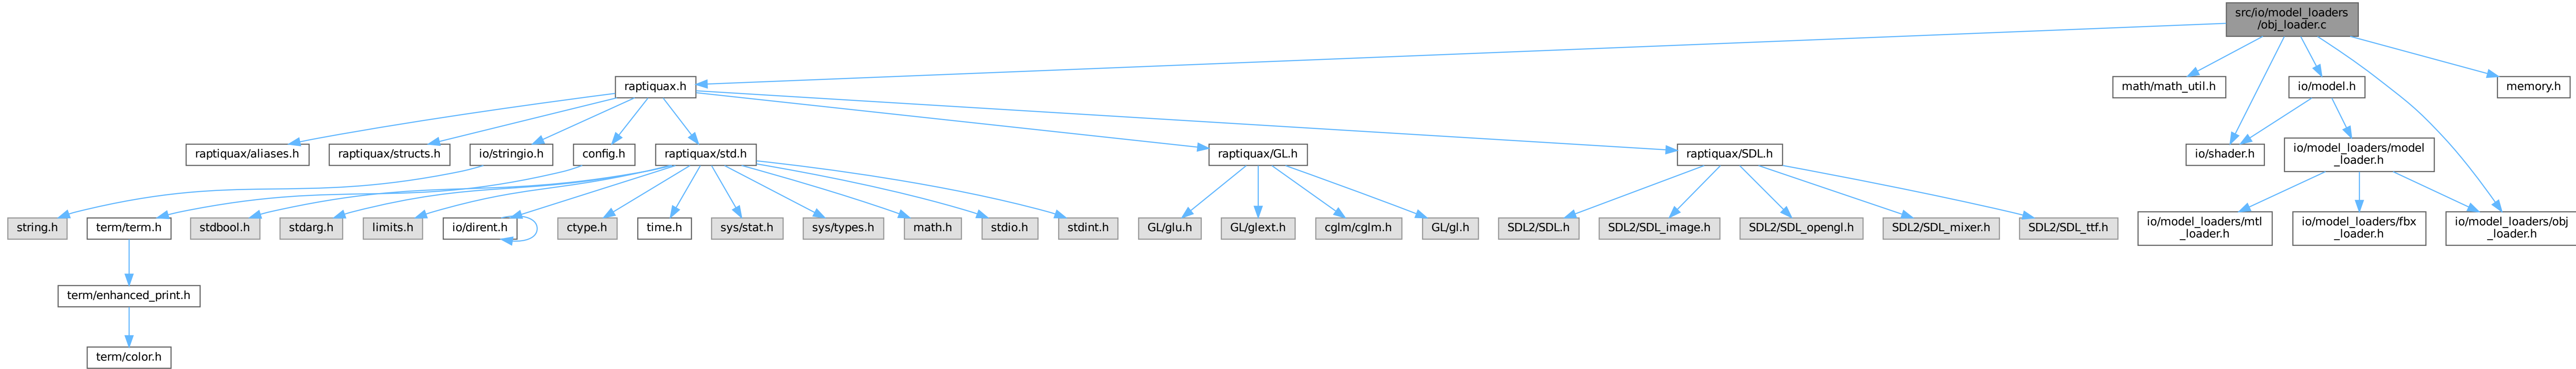 src/io/model_loaders
/obj_loader.c
raptiquax.h
math/math_util.h
io/model.h
memory.h
raptiquax/aliases.h
raptiquax/structs.h
io/stringio.h
config.h
raptiquax/std.h
raptiquax/GL.h
raptiquax/SDL.h
io/shader.h
io/model_loaders/model
_loader.h
string.h
term/term.h
stdbool.h
stdarg.h
limits.h
io/dirent.h
ctype.h
time.h
sys/stat.h
sys/types.h
math.h
stdio.h
stdint.h
GL/glu.h
GL/glext.h
cglm/cglm.h
GL/gl.h
SDL2/SDL.h
SDL2/SDL_image.h
SDL2/SDL_opengl.h
SDL2/SDL_mixer.h
SDL2/SDL_ttf.h
io/model_loaders/mtl
_loader.h
io/model_loaders/fbx
_loader.h
io/model_loaders/obj
_loader.h
term/enhanced_print.h
term/color.h